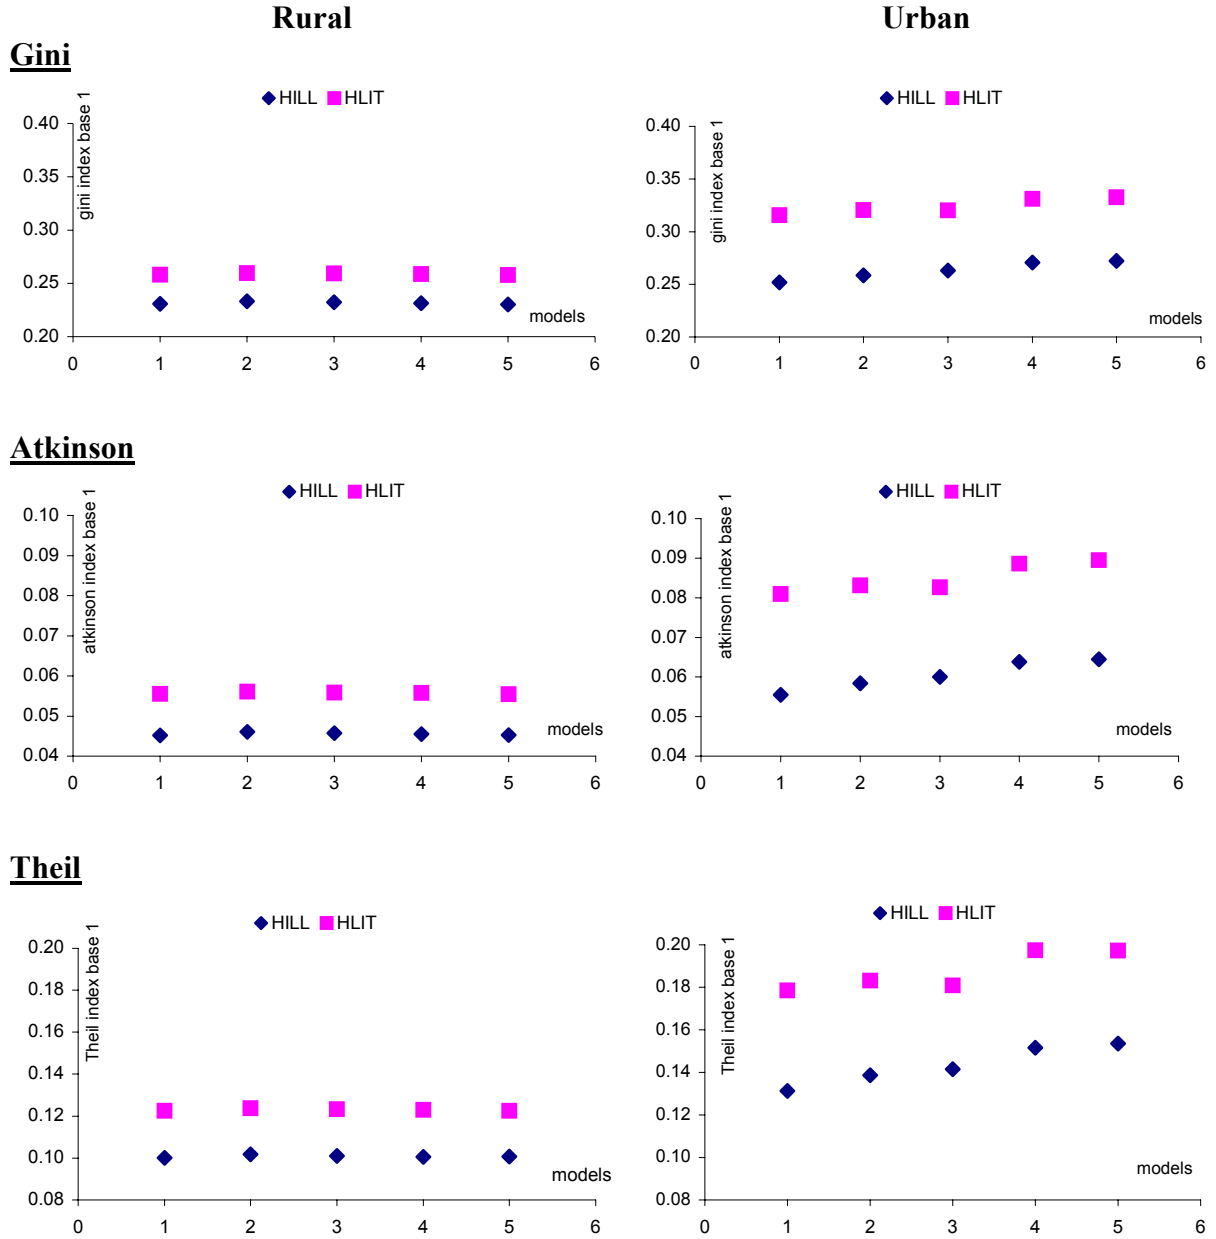 Rural
Urban
Gini
HILL HLIT
gini index base 1
0.40
0.35
0.30
0.25
0.20
models
0 1 2 3 4 5 6
HILL HLIT
gini index base 1
0.40
0.35
0.30
0.25
0.20
models
0 1 2 3 4 5 6
Atkinson
HILL HLIT
atkinson index base 1
0.10
0.09
0.08
0.07
0.06
0.05
0.04
models
0 1 2 3 4 5 6
HILL HLIT
atkinson index base 1
0.10
0.09
0.08
0.07
0.06
0.05
0.04
models
0 1 2 3 4 5 6
Theil
HILL HLIT
Theil index base 1
0.20
0.18
0.16
0.14
0.12
0.10
0.08
models
0 1 2 3 4 5 6
HILL HLIT
Theil index base 1
0.20
0.18
0.16
0.14
0.12
0.10
0.08
models
0 1 2 3 4 5 6